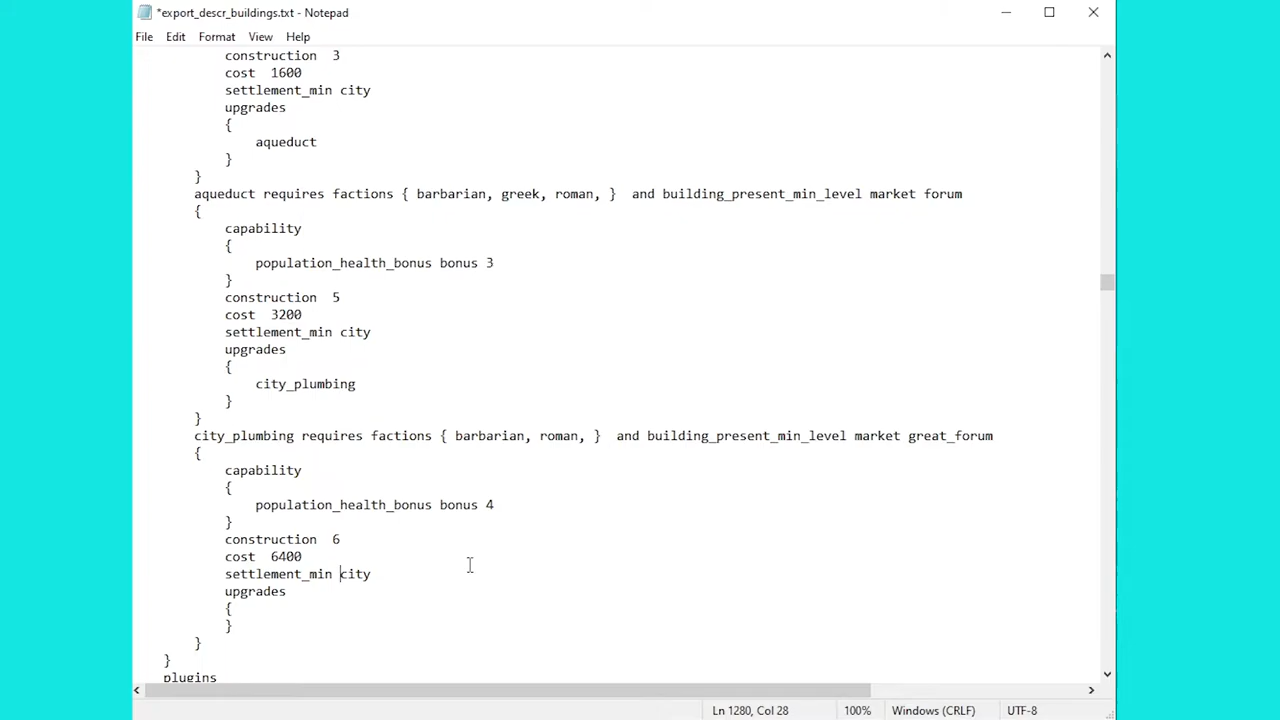 *export_descr_buildings.txt - Notepad
File Edit Format View Help
construction  3
cost  1600
settlement_min city
upgrades
{
aqueduct
}
}
aqueduct requires factions { barbarian, greek, roman, }  and building_present_min_level market forum
{
capability
{
population_health_bonus bonus 3
}
construction  5
cost  3200
settlement_min city
upgrades
{
city_plumbing
}
}
city_plumbing requires factions { barbarian, roman, }  and building_present_min_level market great_forum
{
capability
{
population_health_bonus bonus 4
}
construction  6
cost  6400
settlement_min city
upgrades
{
}
}
}
plugins
Ln 1280, Col 28 100% Windows (CRLF) UTF-8